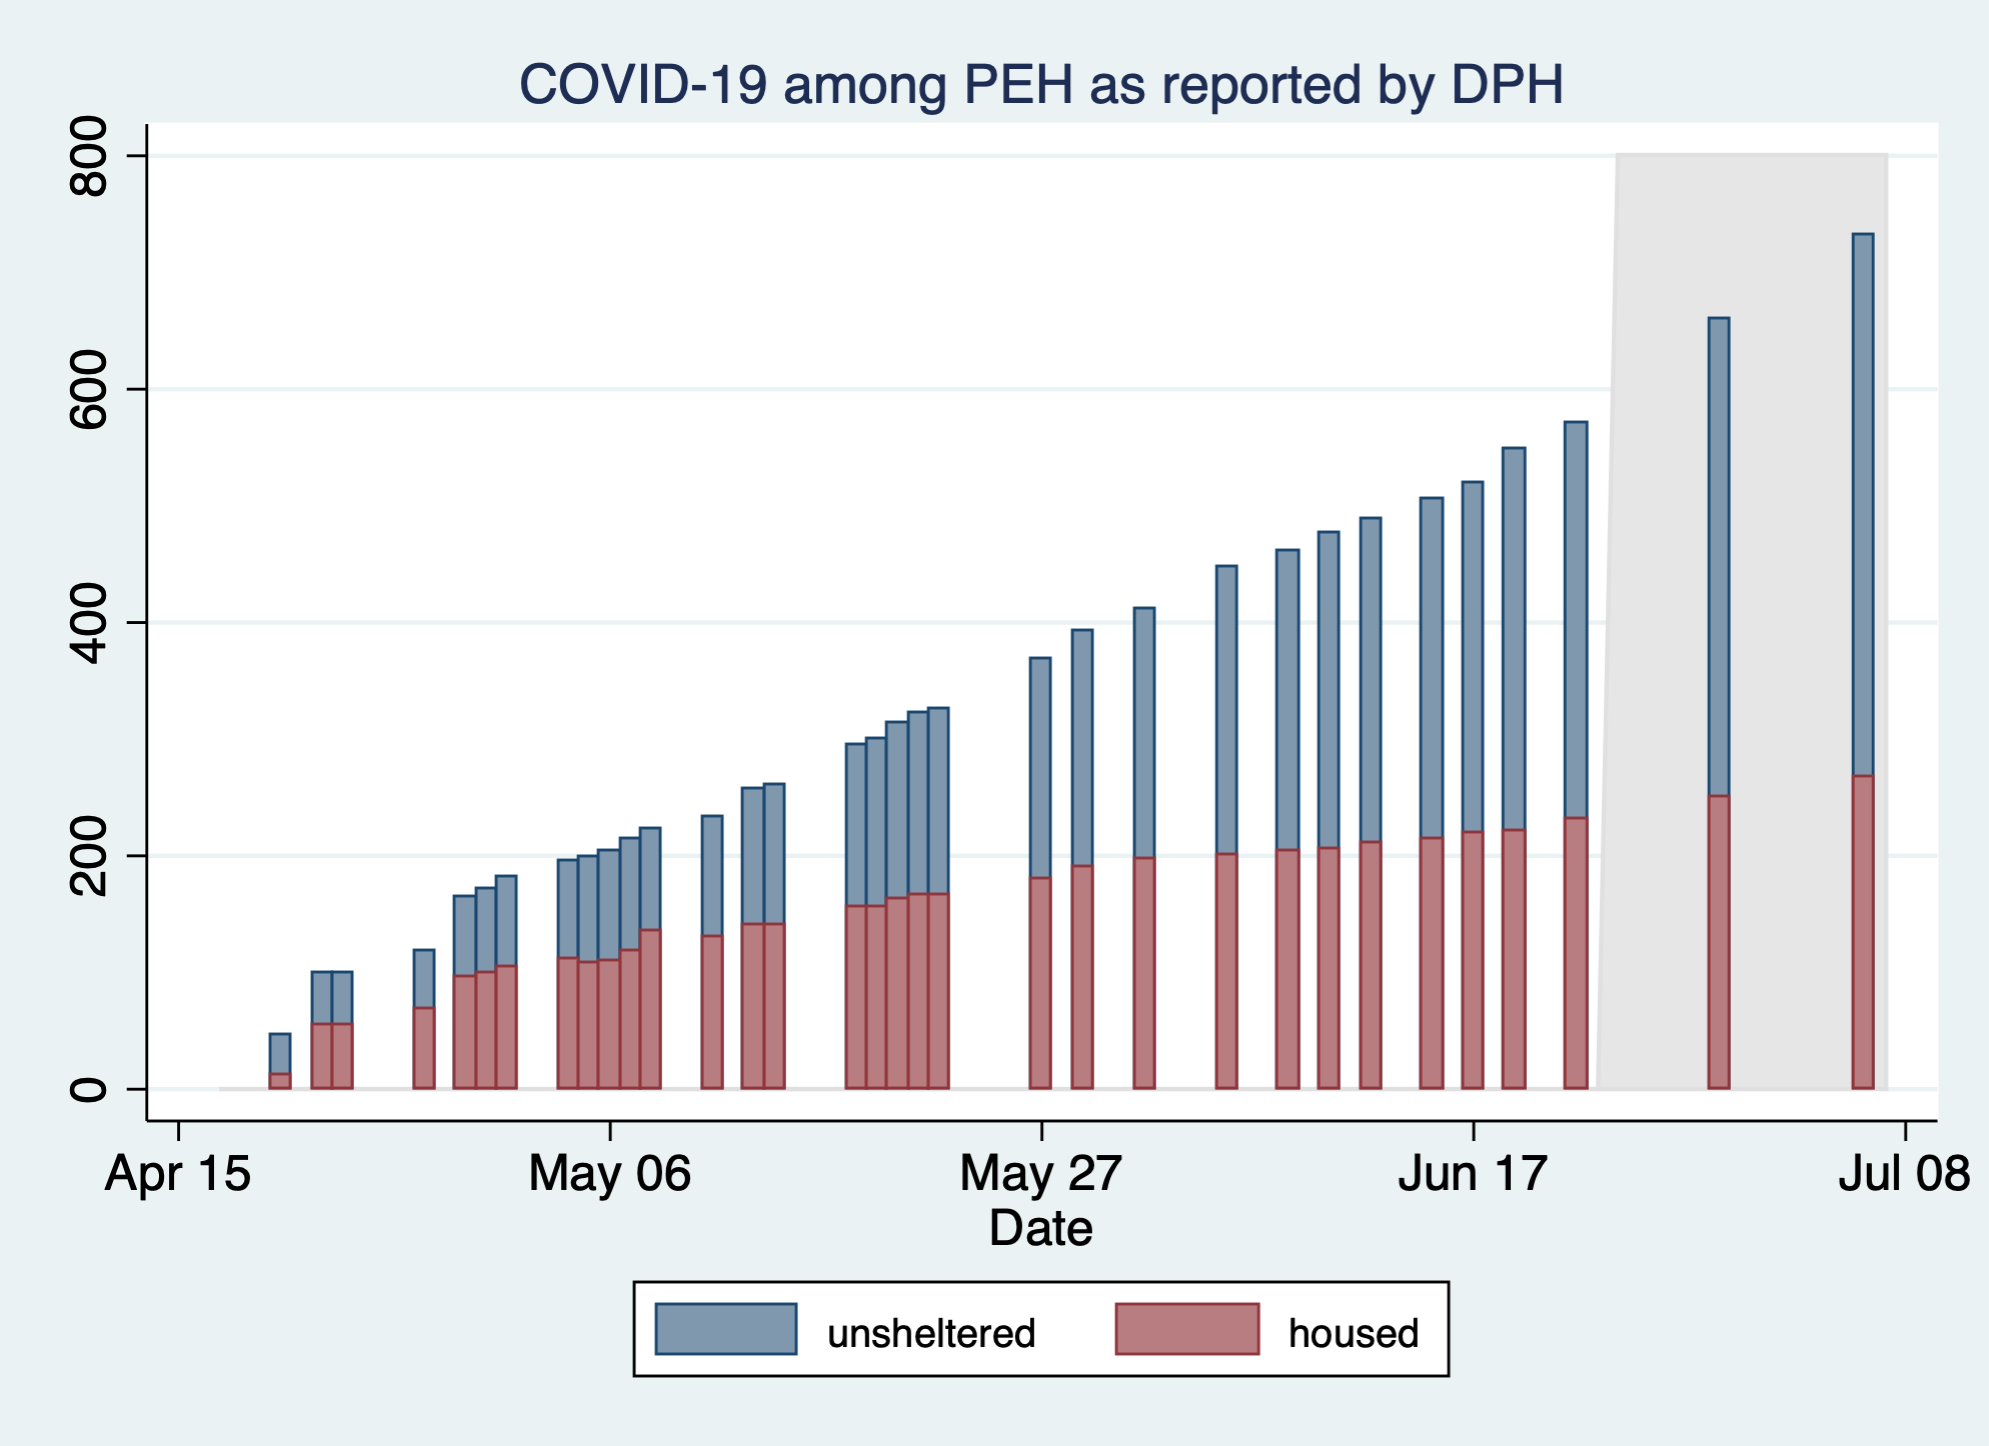 COVID-19 among PEH as reported by DPH
800
600
400
200
0
Apr 15 May 06 May 27 Jun 17 Jul 08
Date
unsheltered housed